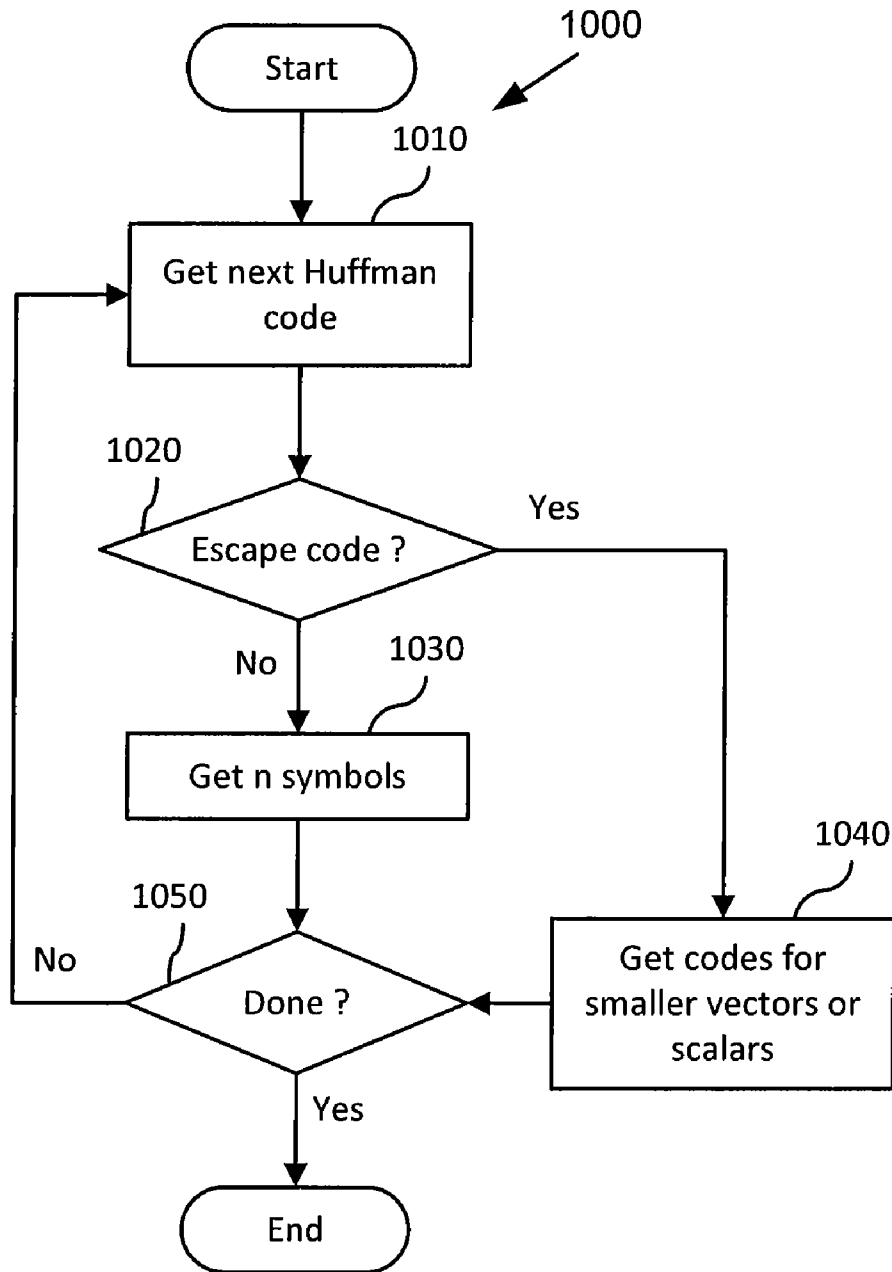 1000
Start
1010
Get next Huffman
code
1020
Yes
Escape code ?
No
1030
Get n symbols
1040
1050
No
Get codes for
smaller vectors or
scalars
Done ?
Yes
End